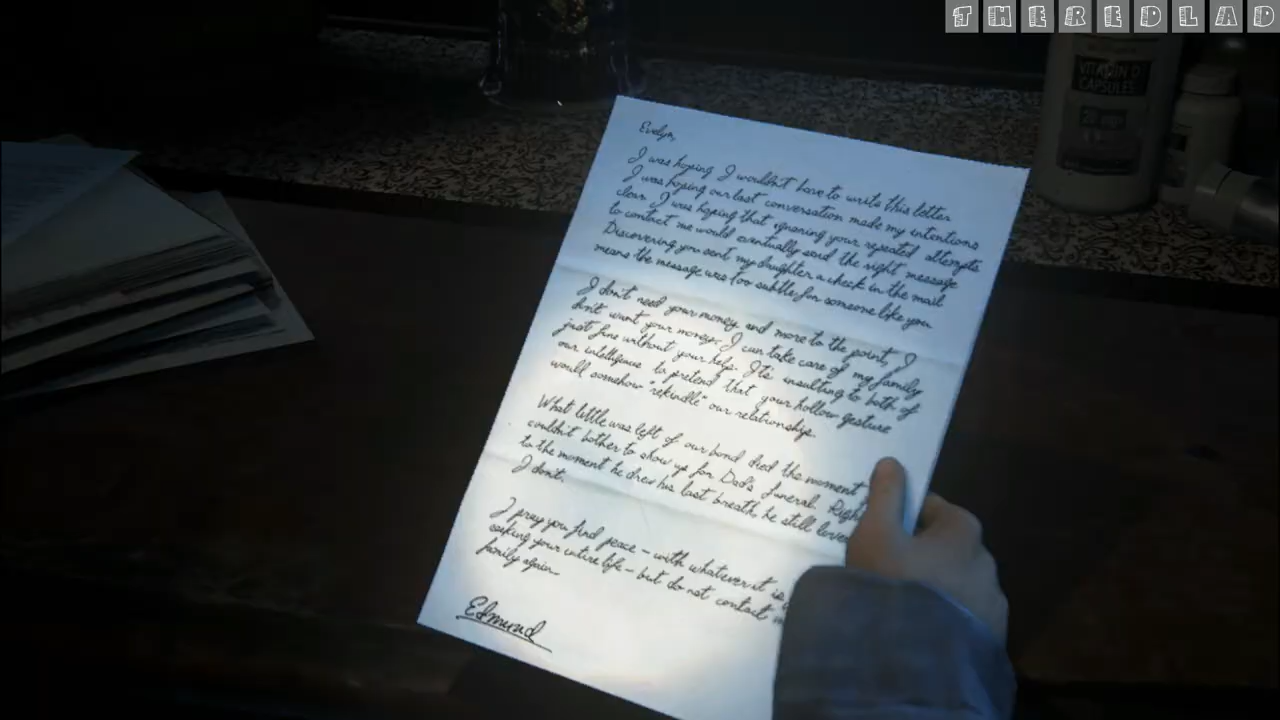 THEREDLAD
VITAMIN D
CAPSULES
Evelyn,
I was hoping I wouldn't have to write this letter.
I was hoping our last conversation made my intentions
clear. I was hoping that ignoring your repeated attempts
to contact me would eventually send the right message.
Discovering you sent my daughter a check in the mail
means the message was too subtle for someone like you.
I don't need your money and more to the point, I
don't want your money. I can take care of my family
just fine without your help. It's insulting to both of
our intelligence to pretend that your hollow gesture
would somehow "rekindle" our relationship.
What little was left of our bond died the moment
couldn't bother to show up for Dad's funeral. Right
to the moment he drew his last breath he still love
I don't.
I pray you find peace – with whatever it is
seeking your entire life – but do not contact
family again.
Edmund